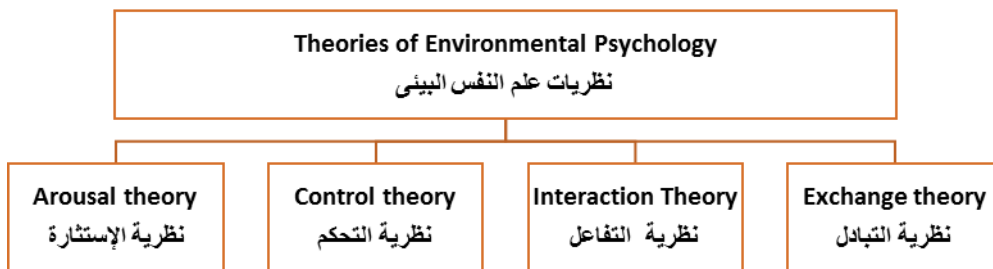 Theories of Environmental Psychology
نظريات علم النفس البيئى
Arousal theory
نظرية الإستثارة
Control theory
نظرية التحكم
Interaction Theory
نظرية التفاعل
Exchange theory
نظرية التبادل